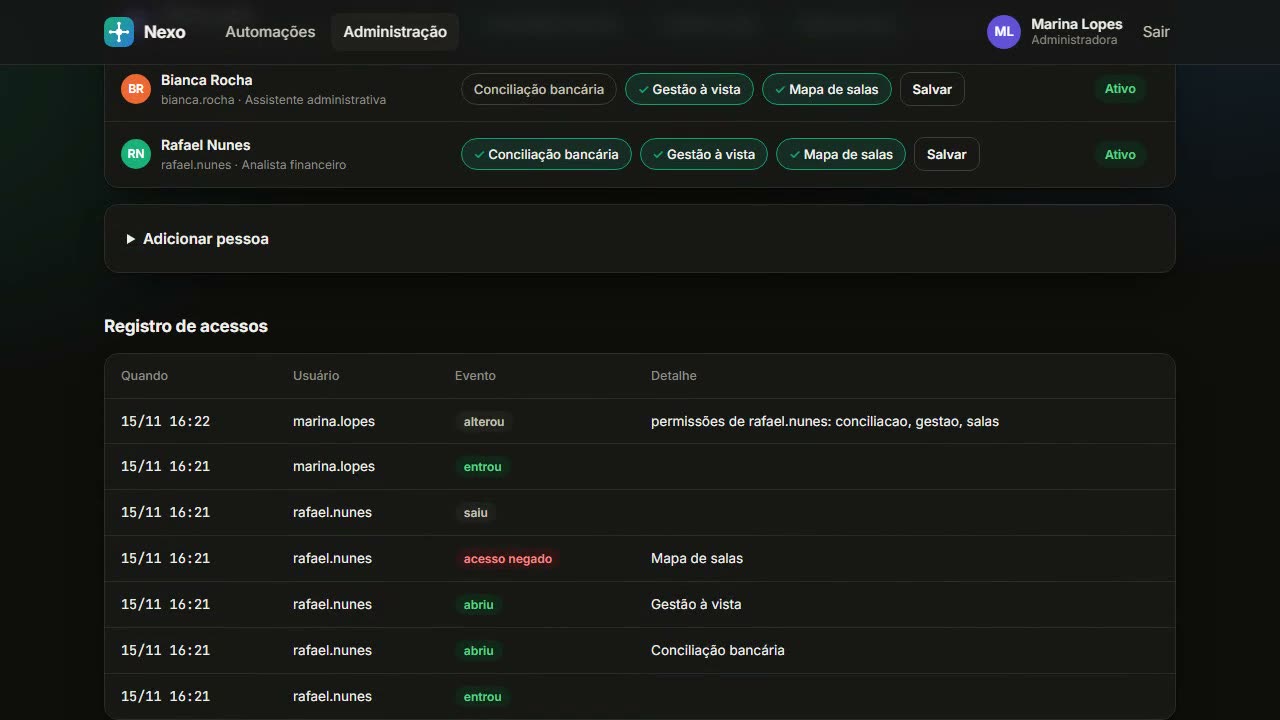 Nexo Automações Administração ML Marina Lopes Administradora Sair
BR Bianca Rocha
bianca.rocha · Assistente administrativa
Conciliação bancária ✓ Gestão à vista ✓ Mapa de salas Salvar Ativo
RN Rafael Nunes
rafael.nunes · Analista financeiro
✓ Conciliação bancária ✓ Gestão à vista ✓ Mapa de salas Salvar Ativo
Adicionar pessoa
Registro de acessos
Quando Usuário Evento Detalhe
15/11 16:22 marina.lopes alterou permissões de rafael.nunes: conciliacao, gestao, salas
15/11 16:21 marina.lopes entrou
15/11 16:21 rafael.nunes saiu
15/11 16:21 rafael.nunes acesso negado Mapa de salas
15/11 16:21 rafael.nunes abriu Gestão à vista
15/11 16:21 rafael.nunes abriu Conciliação bancária
15/11 16:21 rafael.nunes entrou